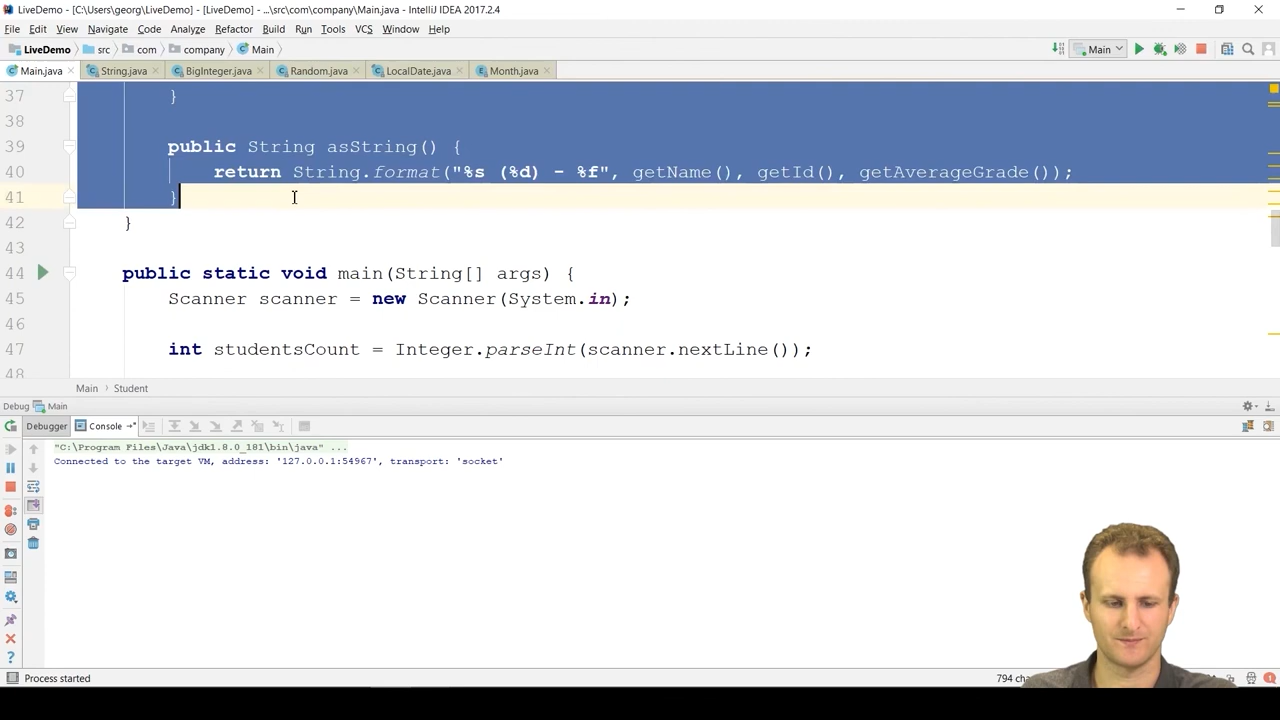 LiveDemo - [C:\Users\georg\LiveDemo] - [LiveDemo] - ...\src\com\company\Main.java - IntelliJ IDEA 2017.2.4
File Edit View Navigate Code Analyze Refactor Build Run Tools VCS Window Help
LiveDemo src com company Main Main
Main.java String.java BigInteger.java Random.java LocalDate.java Month.java
37 }
38
39 public String asString() {
40 return String.format("%s (%d) - %f", getName(), getId(), getAverageGrade());
41 }
42 }
43
44 public static void main(String[] args) {
45 Scanner scanner = new Scanner(System.in);
46
47 int studentsCount = Integer.parseInt(scanner.nextLine());
48
Main Student
Debug Main
Debugger Console
"C:\Program Files\Java\jdk1.8.0_181\bin\java" ...
Connected to the target VM, address: '127.0.0.1:54967', transport: 'socket'
Process started 794